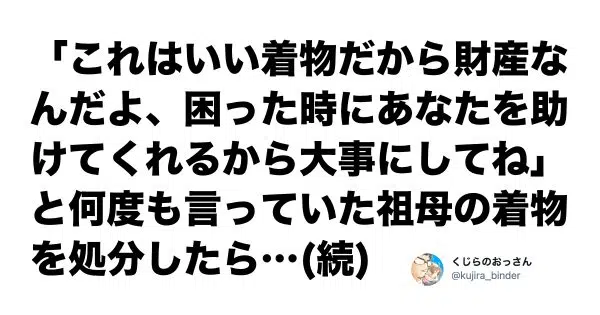 「これはいい着物だから財産な
んだよ、困った時にあなたを助
けてくれるから大事にしてね」
と何度も言っていた祖母の着物
を処分したら…(続)
くじらのおっさん
@kujira_binder